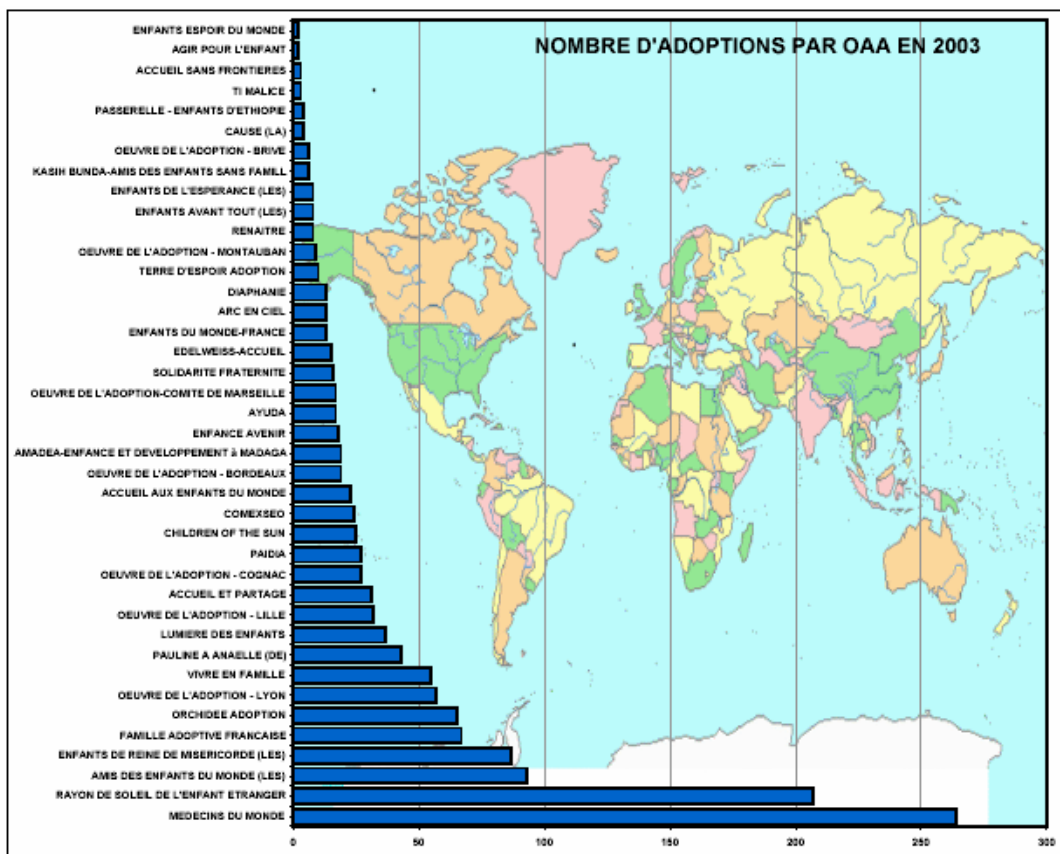 NOMBRE D'ADOPTIONS PAR OAA EN 2003
ENFANTS ESPOIR DU MONDE
AGIR POUR L'ENFANT
ACCUEIL SANS FRONTIERES
TI MALICE
PASSERELLE - ENFANTS D'ETHIOPIE
CAUSE (LA)
OEUVRE DE L'ADOPTION - BRIVE
KASIH BUNDA-AMIS DES ENFANTS SANS FAMILL
ENFANTS DE L'ESPERANCE (LES)
ENFANTS AVANT TOUT (LES)
RENAITRE
OEUVRE DE L'ADOPTION - MONTAUBAN
TERRE D'ESPOIR ADOPTION
DIAPHANIE
ARC EN CIEL
ENFANTS DU MONDE-FRANCE
EDELWEISS-ACCUEIL
SOLIDARITE FRATERNITE
OEUVRE DE L'ADOPTION-COMITE DE MARSEILLE
AYUDA
ENFANCE AVENIR
AMADEA-ENFANCE ET DEVELOPPEMENT à MADAGA
OEUVRE DE L'ADOPTION - BORDEAUX
ACCUEIL AUX ENFANTS DU MONDE
COMEXSEO
CHILDREN OF THE SUN
PAIDIA
OEUVRE DE L'ADOPTION - COGNAC
ACCUEIL ET PARTAGE
OEUVRE DE L'ADOPTION - LILLE
LUMIERE DES ENFANTS
PAULINE A ANAELLE (DE)
VIVRE EN FAMILLE
OEUVRE DE L'ADOPTION - LYON
ORCHIDEE ADOPTION
FAMILLE ADOPTIVE FRANCAISE
ENFANTS DE REINE DE MISERICORDE (LES)
AMIS DES ENFANTS DU MONDE (LES)
RAYON DE SOLEIL DE L'ENFANT ETRANGER
MEDECINS DU MONDE
0 50 100 150 200 250 300